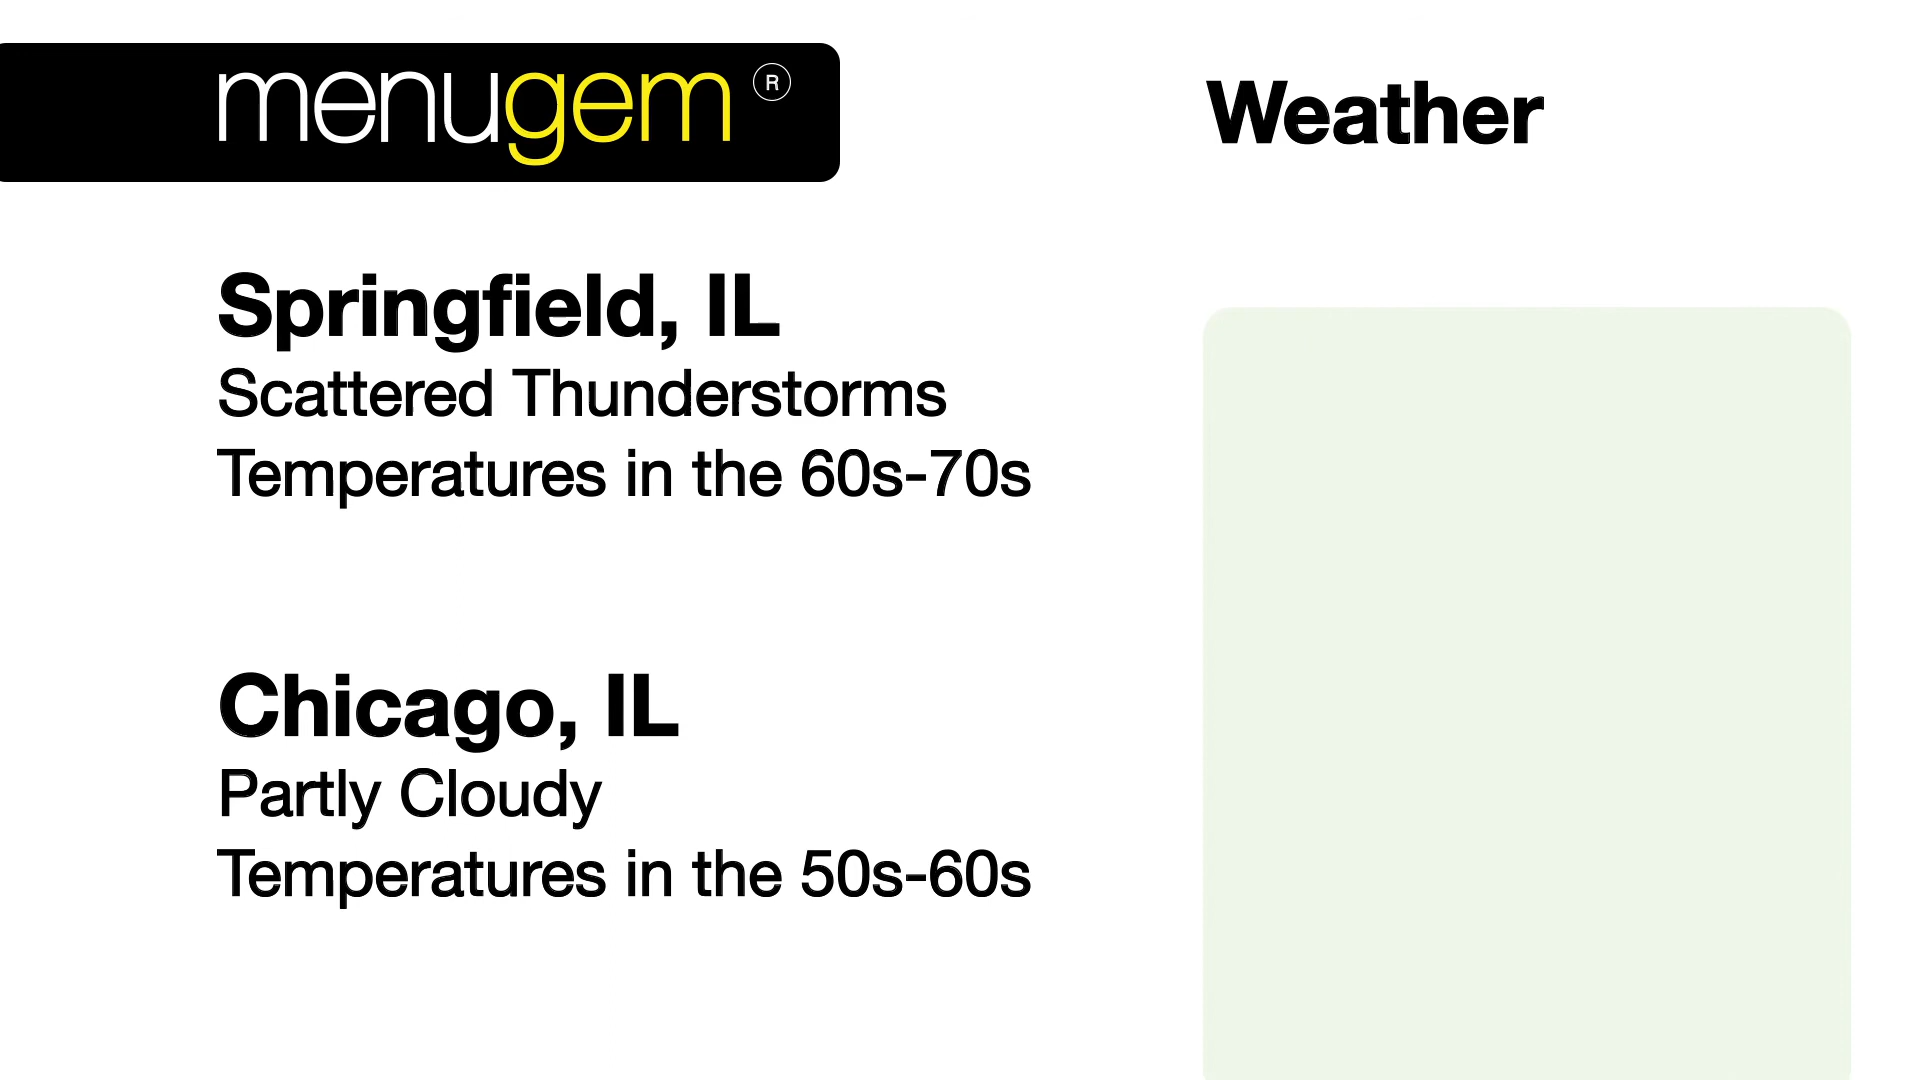 menugem ®
Weather
Springfield, IL
Scattered Thunderstorms
Temperatures in the 60s-70s
Chicago, IL
Partly Cloudy
Temperatures in the 50s-60s